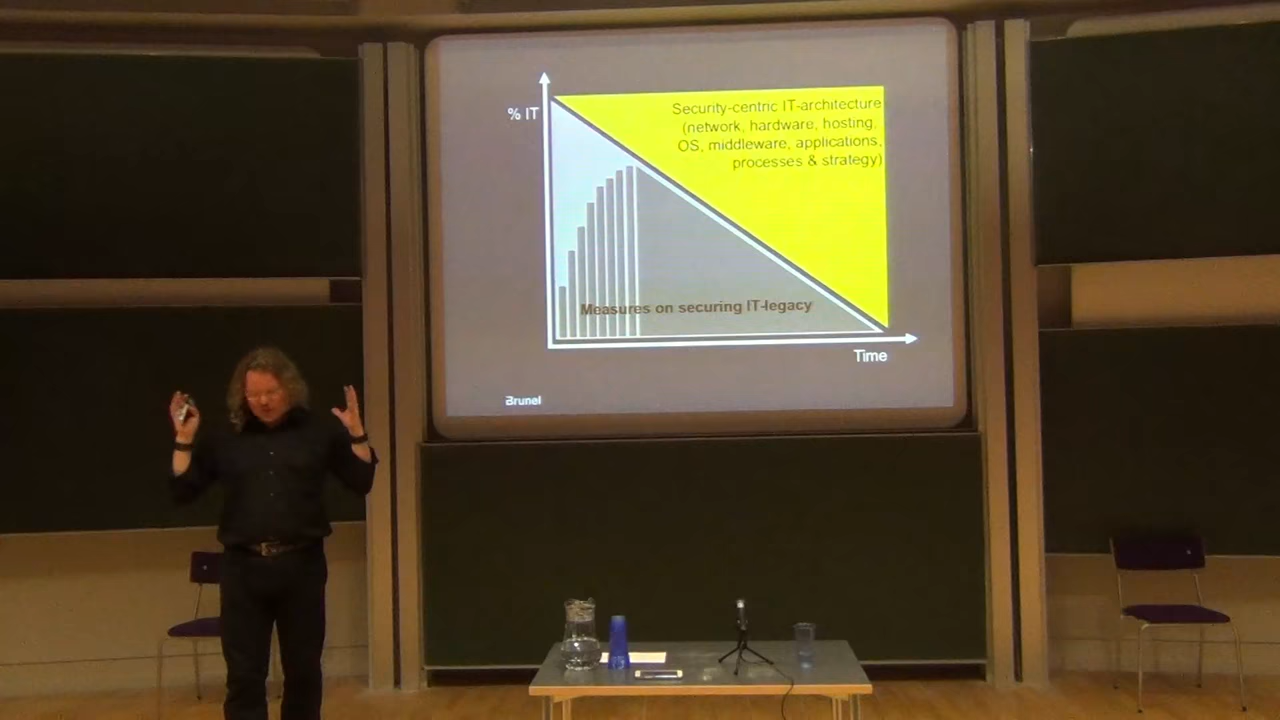 % IT
Security-centric IT-architecture
(network, hardware, hosting,
OS, middleware, applications,
processes & strategy)
Measures on securing IT-legacy
Time
Brunel